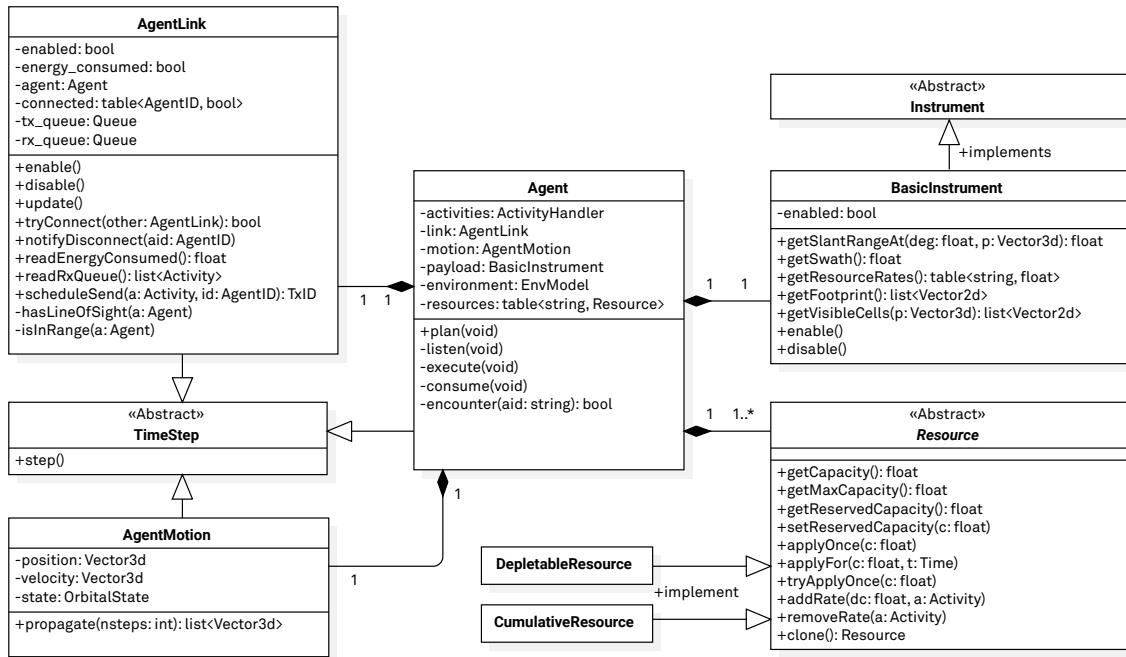 AgentLink
-enabled: bool
-energy_consumed: bool
-agent: Agent
-connected: table<AgentID, bool>
-tx_queue: Queue
-rx_queue: Queue
+enable()
+disable()
+update()
+tryConnect(other: AgentLink): bool
+notifyDisconnect(aid: AgentID)
+readEnergyConsumed(): float
+readRxQueue(): list<Activity>
+scheduleSend(a: Activity, id: AgentID): TxID
-hasLineOfSight(a: Agent)
-isInRange(a: Agent)
«Abstract»
TimeStep
+step()
AgentMotion
-position: Vector3d
-velocity: Vector3d
-state: OrbitalState
+propagate(nsteps: int): list<Vector3d>
1
1
1
1
Agent
-activities: ActivityHandler
-link: AgentLink
-motion: AgentMotion
-payload: BasicInstrument
-environment: EnvModel
-resources: table<string, Resource>
+plan(void)
-listen(void)
-execute(void)
-consume(void)
-encounter(aid: string): bool
1
1
1
1..*
«Abstract»
Instrument
+implements
BasicInstrument
-enabled: bool
+getSlantRangeAt(deg: float, p: Vector3d): float
+getSwath(): float
+getResourceRates(): table<string, float>
+getFootprint(): list<Vector2d>
+getVisibleCells(p: Vector3d): list<Vector2d>
+enable()
+disable()
«Abstract»
Resource
+getCapacity(): float
+getMaxCapacity(): float
+getReservedCapacity(): float
+setReservedCapacity(c: float)
+applyOnce(c: float)
+applyFor(c: float, t: Time)
+tryApplyOnce(c: float)
+addRate(dc: float, a: Activity)
+removeRate(a: Activity)
+clone(): Resource
DepletableResource
+implement
CumulativeResource